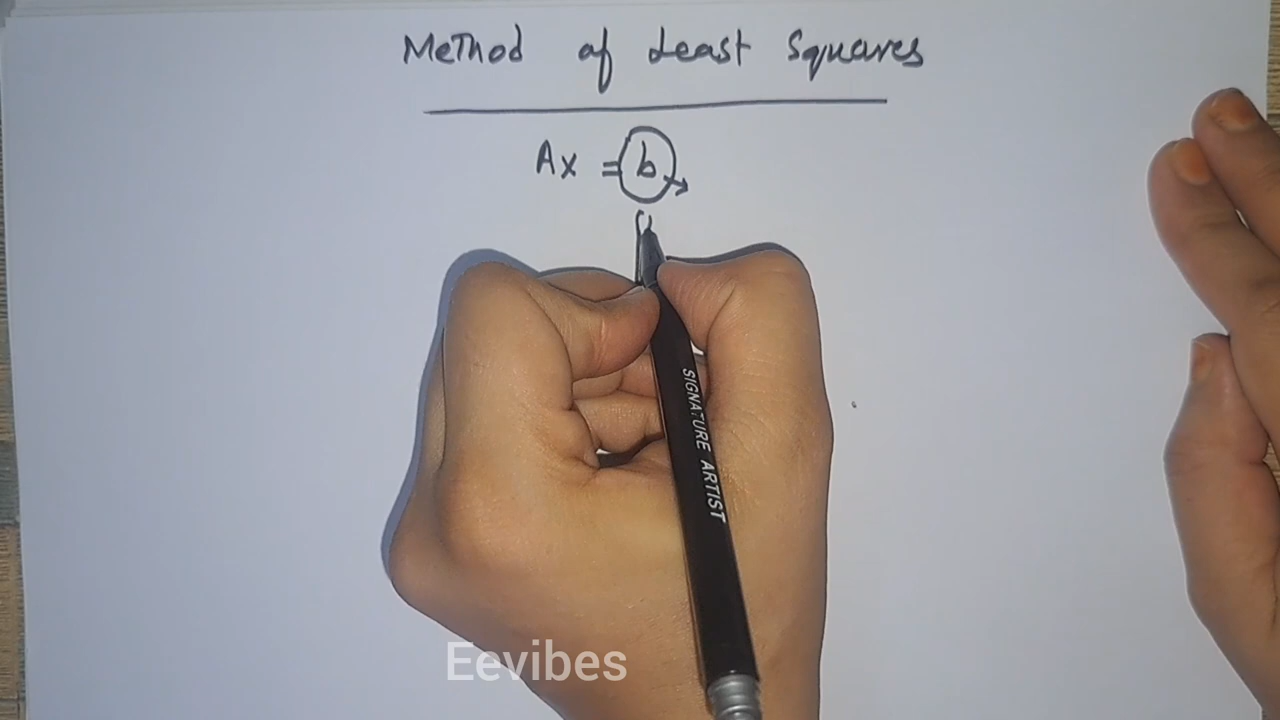 Method of Least Squares
Ax = b
SIGNATURE ARTIST
Eevibes